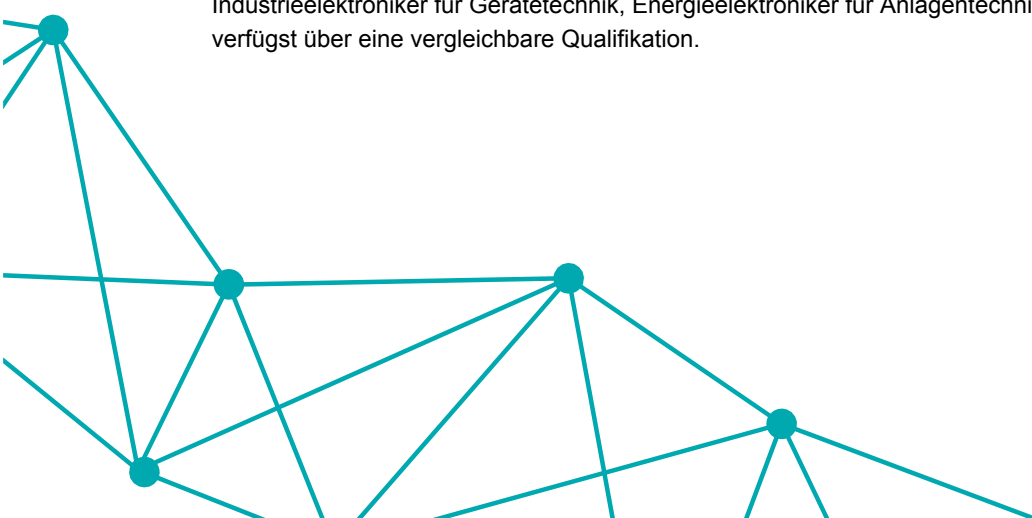 Industrieelektroniker für Gerätetechnik, Energieelektroniker für Anlagentechni
verfügst über eine vergleichbare Qualifikation.